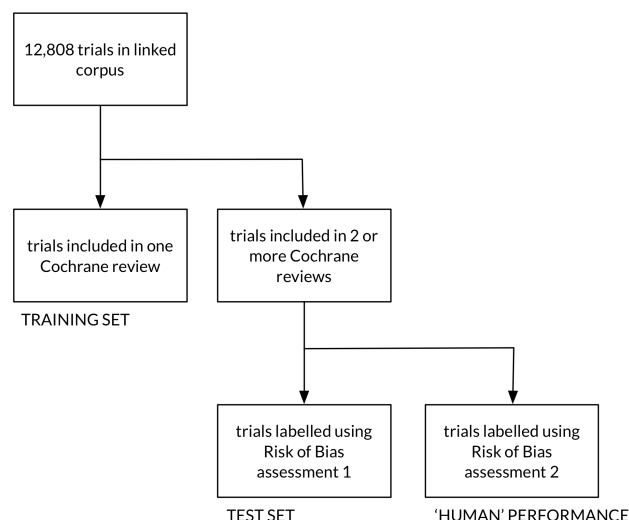 12,808 trials in linked
corpus
trials included in one
Cochrane review
TRAINING SET
trials included in 2 or
more Cochrane
reviews
trials labelled using
Risk of Bias
assessment 1
TEST SET
trials labelled using
Risk of Bias
assessment 2
‘HUMAN’ PERFORMANCE